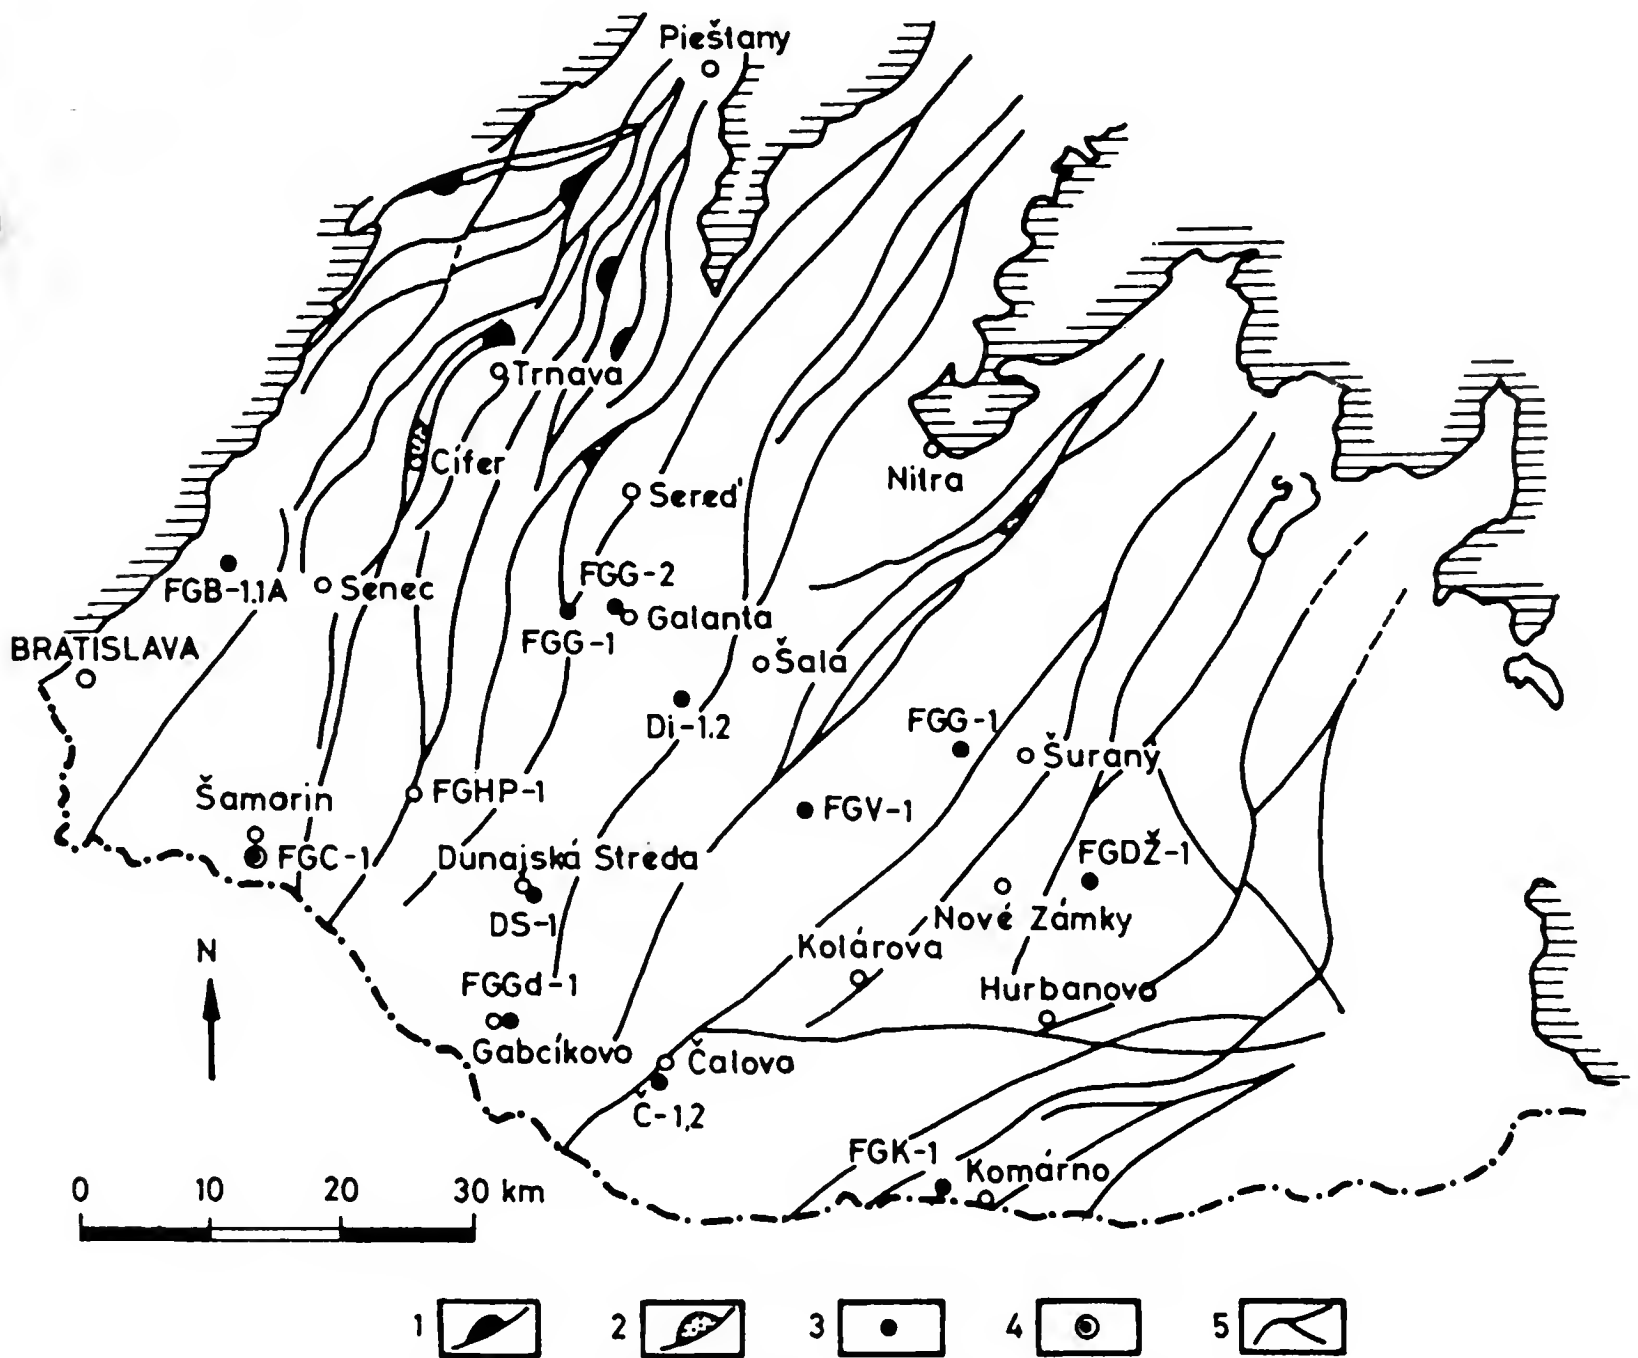 Piešťany
Trnava
Cífer
Sereď
Nitra
FGB-1.1A
Senec
FGG-2
Galanta
FGG-1
BRATISLAVA
Šala
Di-1.2
FGG-1
Šurany
Šamorin
FGHP-1
FGV-1
FGC-1
Dunajská Streda
FGDŽ-1
DS-1
Nové Zámky
Kolárova
N
FGGd-1
Hurbanovo
Gabcíkovo
Čalova
Č-1,2
FGK-1
Komárno
0 10 20 30 km
1 2 3 4 5